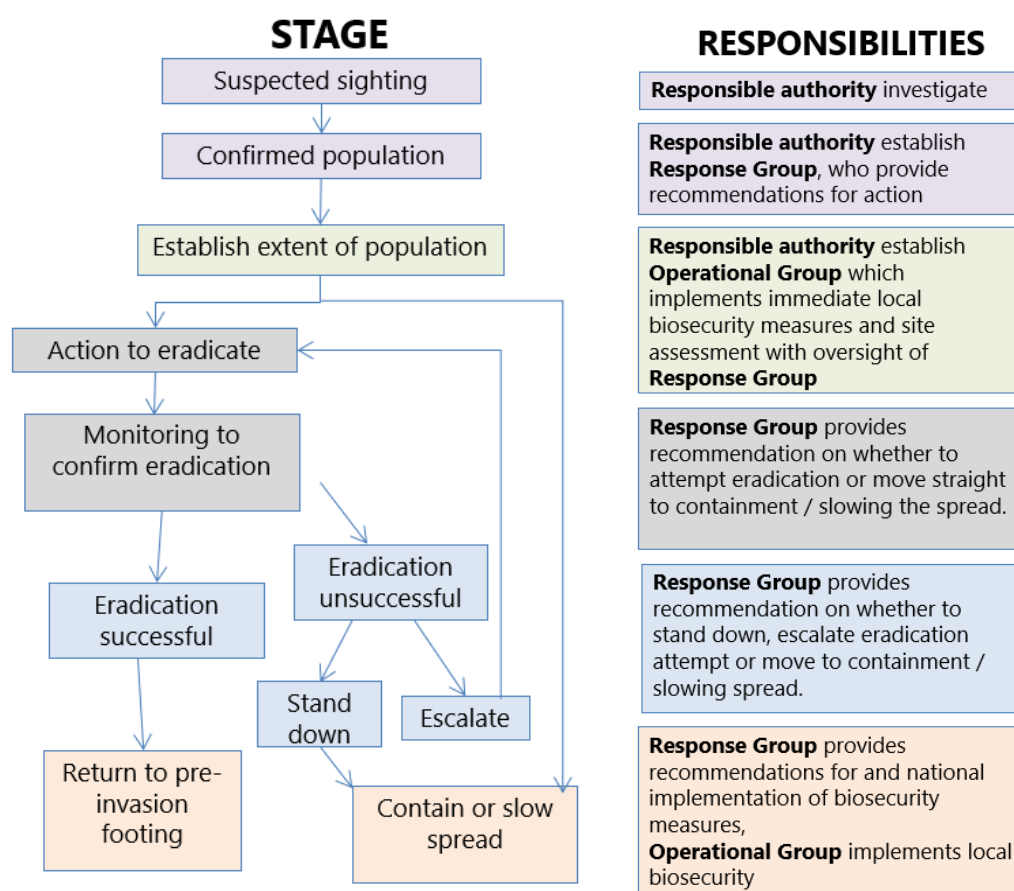 STAGE
Suspected sighting
Confirmed population
Establish extent of population
Action to eradicate
Monitoring to
confirm eradication
Eradication
unsuccessful
Eradication
successful
Stand
down
Escalate
Return to pre-
invasion
footing
Contain or slow
spread
RESPONSIBILITIES
Responsible authority investigate
Responsible authority establish
Response Group, who provide
recommendations for action
Responsible authority establish
Operational Group which
implements immediate local
biosecurity measures and site
assessment with oversight of
Response Group
Response Group provides
recommendation on whether to
attempt eradication or move straight
to containment / slowing the spread.
Response Group provides
recommendation on whether to
stand down, escalate eradication
attempt or move to containment /
slowing spread.
Response Group provides
recommendations for and national
implementation of biosecurity
measures,
Operational Group implements local
biosecurity